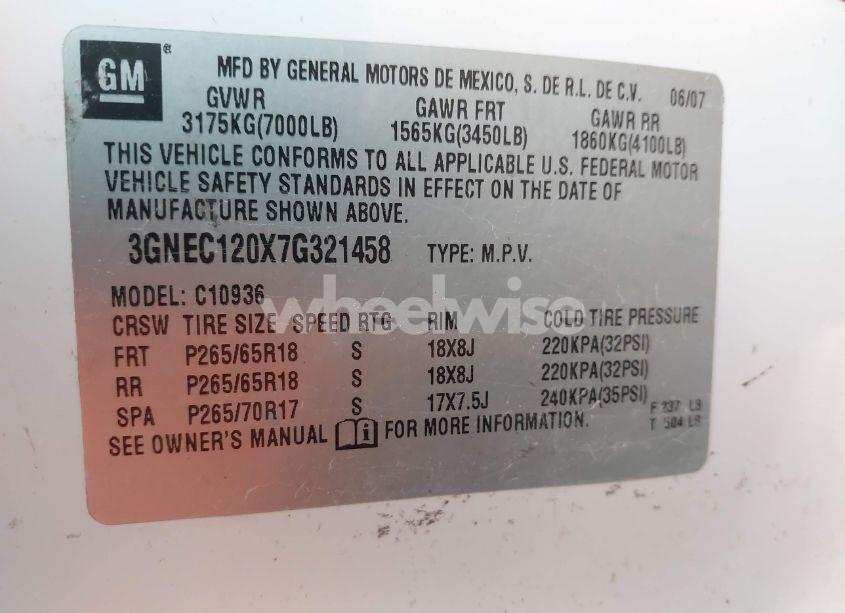 GM®
MFD BY GENERAL MOTORS DE MEXICO, S. DE R.L. DE C.V. 06/07
GVWR GAWR FRT GAWR RR
3175KG(7000LB) 1565KG(3450LB) 1860KG(4100LB)
THIS VEHICLE CONFORMS TO ALL APPLICABLE U.S. FEDERAL MOTOR
VEHICLE SAFETY STANDARDS IN EFFECT ON THE DATE OF
MANUFACTURE SHOWN ABOVE.
3GNEC120X7G321458 TYPE: M.P.V.
MODEL: C10936
wheelwise
CRSW TIRE SIZE SPEED RTG RIM COLD TIRE PRESSURE
FRT P265/65R18 S 18X8J 220KPA(32PSI)
RR P265/65R18 S 18X8J 220KPA(32PSI)
SPA P265/70R17 S 17X7.5J 240KPA(35PSI)
F 337 LB
T 504 LB
SEE OWNER'S MANUAL i FOR MORE INFORMATION.